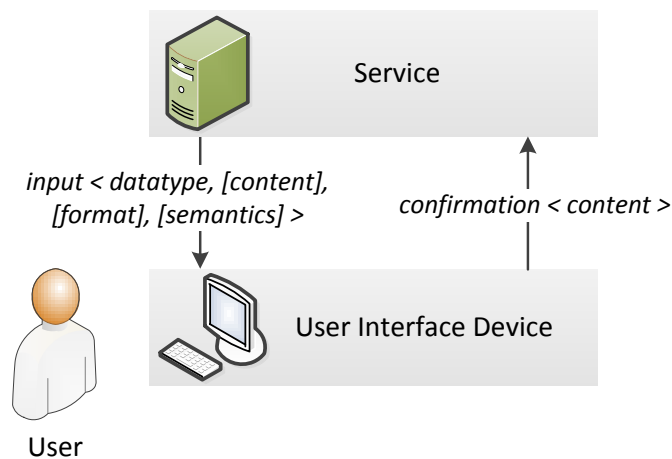 Service
input < datatype, [content],
[format], [semantics] >
confirmation < content >
User Interface Device
User